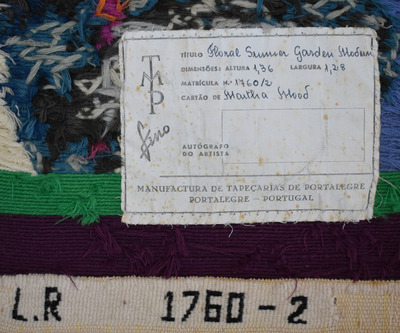 TMP
TÍTULO Floral Summer Garden Medium
DIMENSÕES: ALTURA 1,36 LARGURA 1,28
MATRÍCULA N.º 1760/2
CARTÃO DE Martha Wood
AUTÓGRAFO
DO ARTISTA
MANUFACTURA DE TAPEÇARIAS DE PORTALEGRE
PORTALEGRE — PORTUGAL
L.R 1760-2